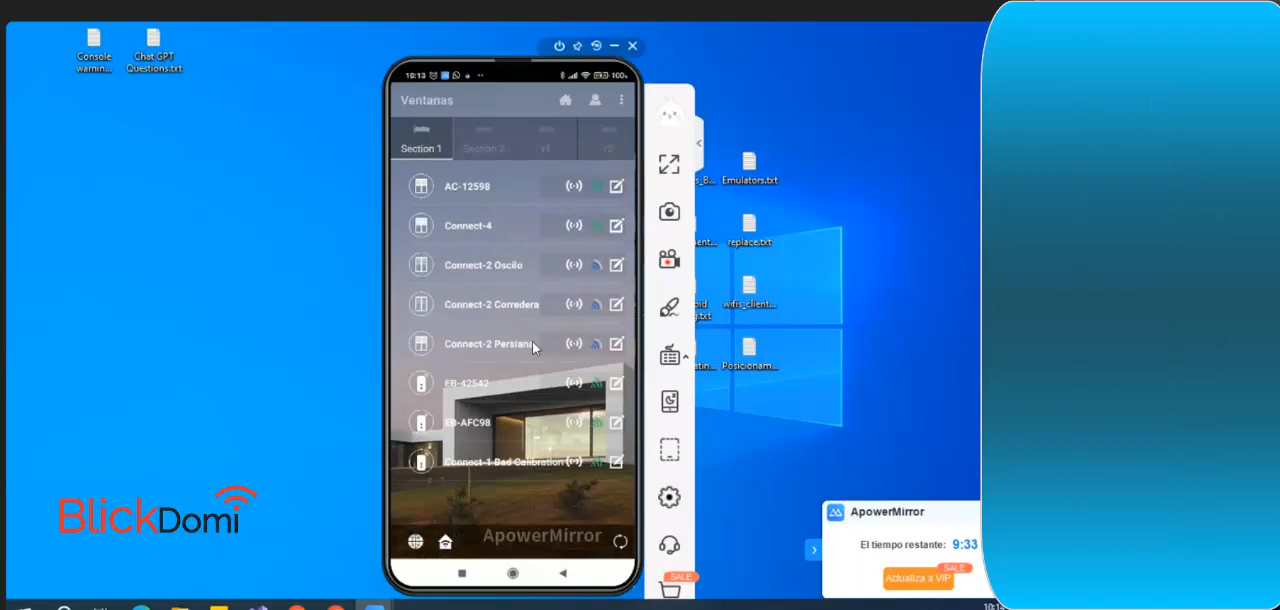 Console
warnin...
Chat GPT
Questions.txt
10:13
100%
Ventanas
Section 1
Section 2
r1
r2
AC-12598
Connect-4
Connect-2 Oscilo
Connect-2 Corredera
Connect-2 Persiana
EB-42542
EB-AFC98
Connect-1 Bad Calibration
ApowerMirror
SALE
s_B...
Emulators.txt
replace.txt
wifis_client...
Posicionam...
BlickDomi
ApowerMirror
El tiempo restante: 9:33
SALE
Actualiza a VIP